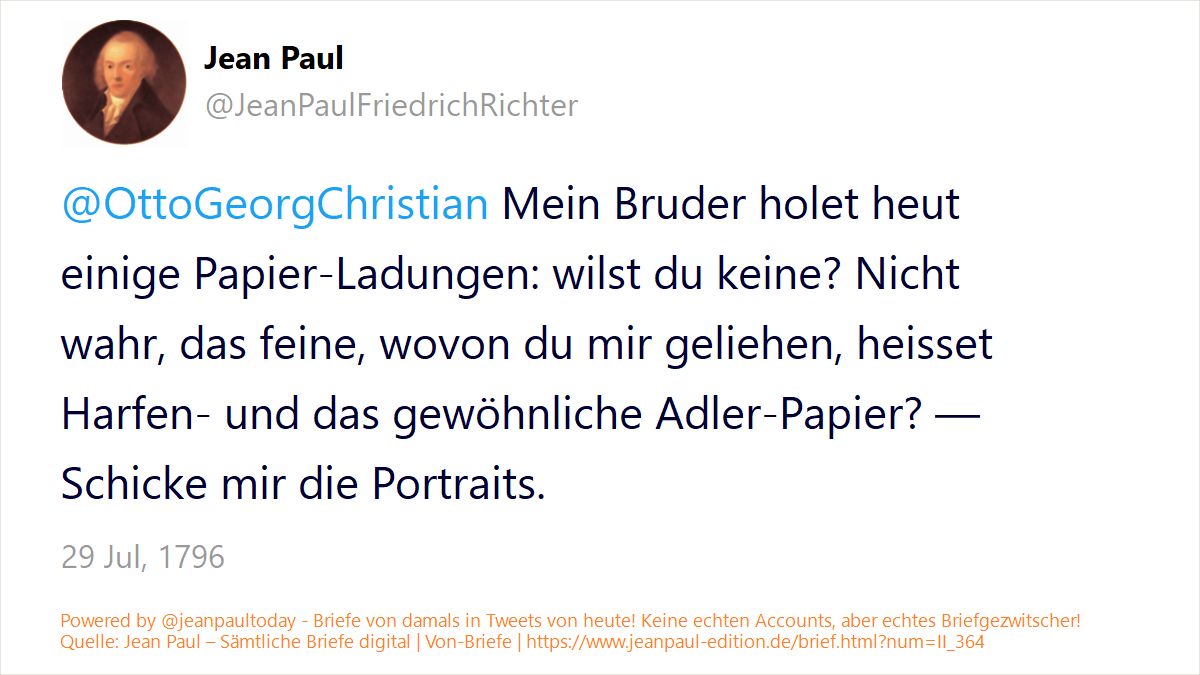 Jean Paul
@JeanPaulFriedrichRichter
@OttoGeorgChristian Mein Bruder holet heut
einige Papier-Ladungen: wilst du keine? Nicht
wahr, das feine, wovon du mir geliehen, heisset
Harfen- und das gewöhnliche Adler-Papier? —
Schicke mir die Portraits.
29 Jul, 1796
Powered by @jeanpaultoday - Briefe von damals in Tweets von heute! Keine echten Accounts, aber echtes Briefgezwitscher!
Quelle: Jean Paul – Sämtliche Briefe digital | Von-Briefe | https://www.jeanpaul-edition.de/brief.html?num=II_364